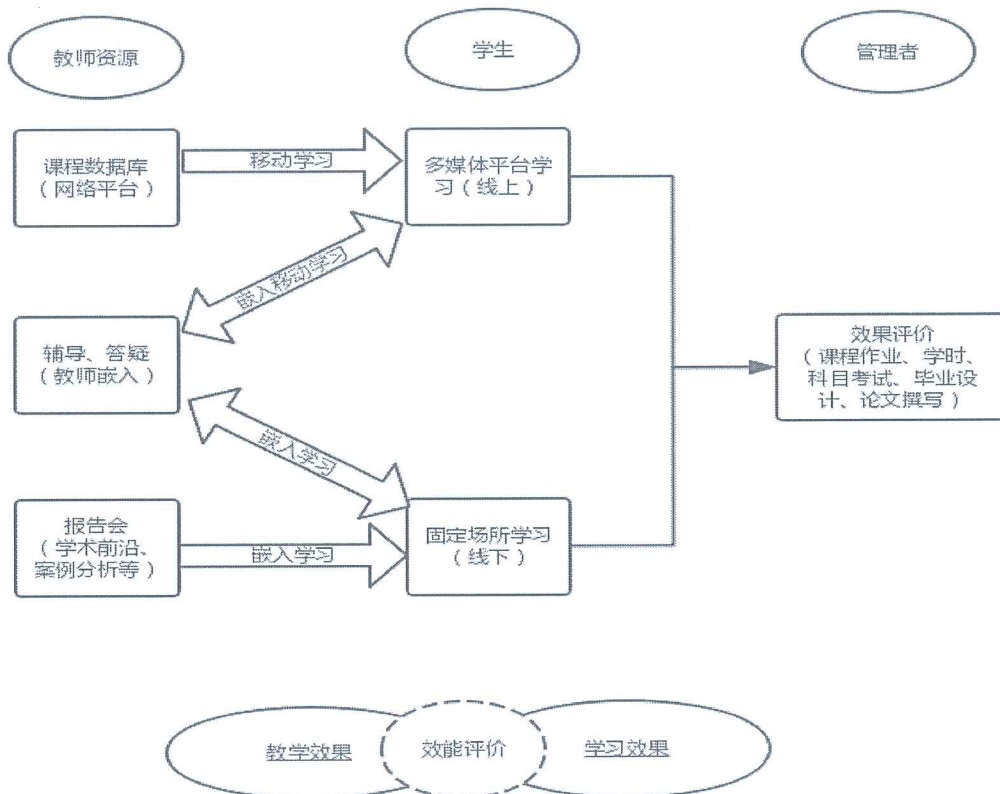 教师资源
学生
管理者
课程数据库
（网络平台）
移动学习
多媒体平台学
习（线上）
嵌入移动学习
辅导、答疑
（教师嵌入）
效果评价
（课程作业、学时、
科目考试、毕业设
计、论文撰写）
嵌入学习
报告会
（学术前沿、
案例分析等）
嵌入学习
固定场所学习
（线下）
教学效果
效能评价
学习效果